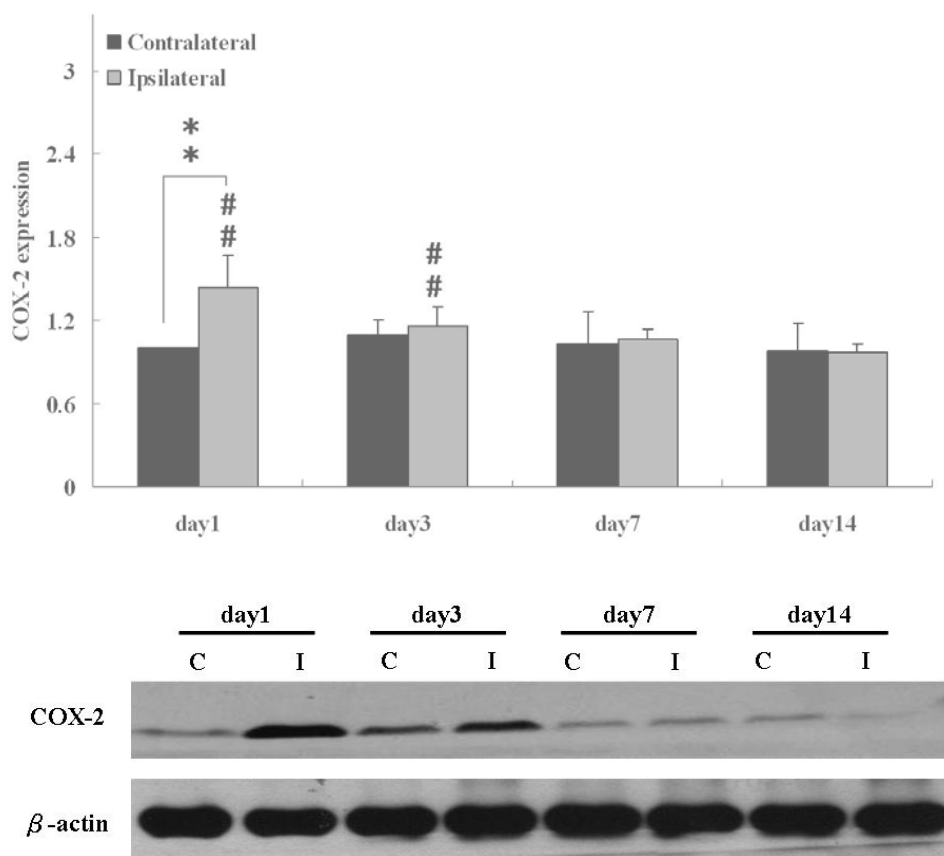 Contralateral
Ipsilateral
3
2.4
1.8
1.2
0.6
0
COX-2 expression
*
*
#
#
#
#
day1 day3 day7 day14
day1 day3 day7 day14
C I C I C I C I
COX-2
β-actin